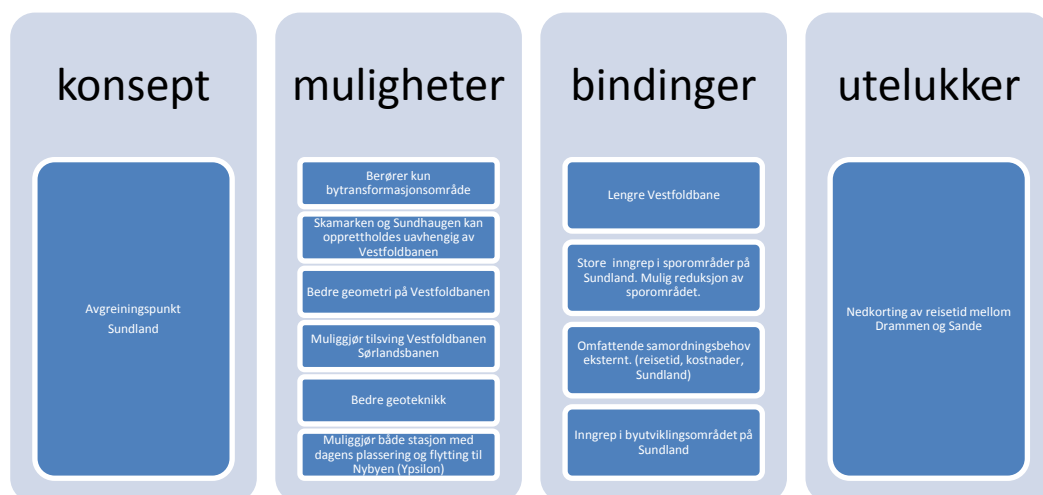 konsept
Avgreiningspunkt
Sundland
muligheter
Berører kun
bytransformasjonsområde
Skamarken og Sundhaugen kan
opprettholdes uavhengig av
Vestfoldbanen
Bedre geometri på Vestfoldbanen
Muliggjør tilsving Vestfoldbanen
Sørlandsbanen
Bedre geoteknikk
Muliggjør både stasjon med
dagens plassering og flytting til
Nybyen (Ypsilon)
bindinger
Lengre Vestfoldbane
Store inngrep i sporområder på
Sundland. Mulig reduksjon av
sporområdet.
Omfattende samordningsbehov
eksternt. (reisetid, kostnader,
Sundland)
Inngrep i byutviklingsområdet på
Sundland
utelukker
Nedkorting av reisetid mellom
Drammen og Sande